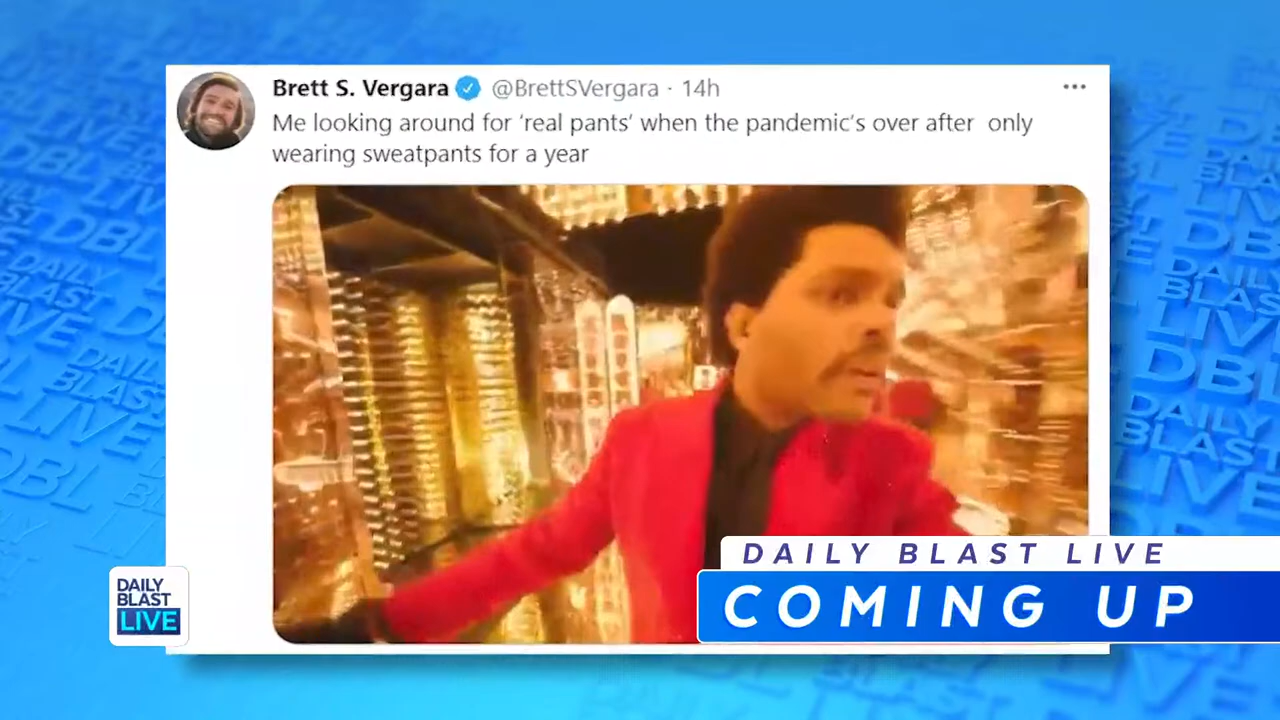 Brett S. Vergara @BrettSVergara · 14h
Me looking around for ‘real pants’ when the pandemic’s over after only
wearing sweatpants for a year
DAILY BLAST LIVE
COMING UP
DAILY
BLAST
LIVE